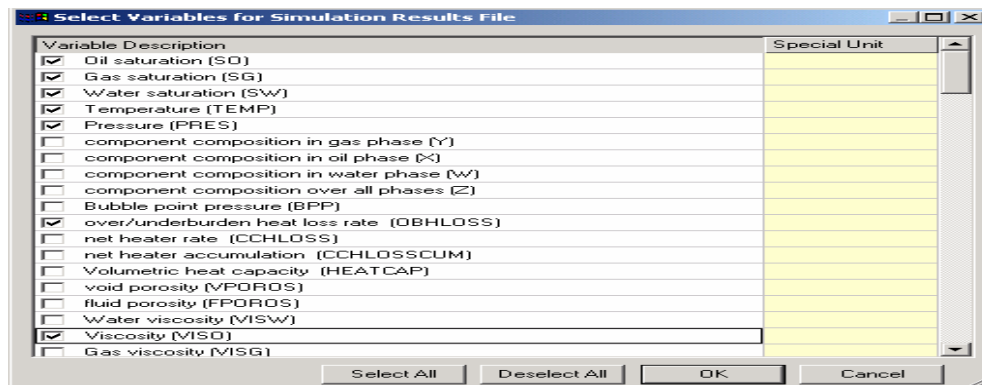 Select Variables for Simulation Results File
Variable Description Special Unit
Oil saturation (SO)
Gas saturation (SG)
Water saturation (SW)
Temperature (TEMP)
Pressure (PRES)
component composition in gas phase (Y)
component composition in oil phase (X)
component composition in water phase (W)
component composition over all phases (Z)
Bubble point pressure (BPP)
over/underburden heat loss rate (OBHLOSS)
net heater rate (CCHLOSS)
net heater accumulation (CCHLOSSCUM)
Volumetric heat capacity (HEATCAP)
void porosity (VPOROS)
fluid porosity (FPOROS)
Water viscosity (VISW)
Viscosity (VISO)
Gas viscosity (VISG)
Select All Deselect All OK Cancel